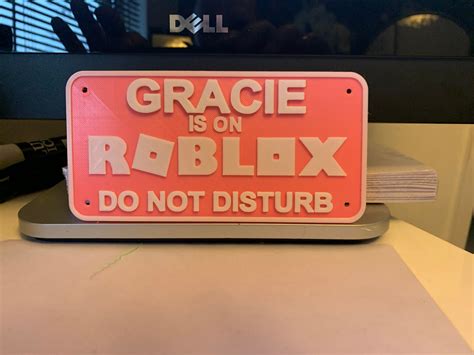 DELL
GRACIE
IS ON
ROBLOX
DO NOT DISTURB